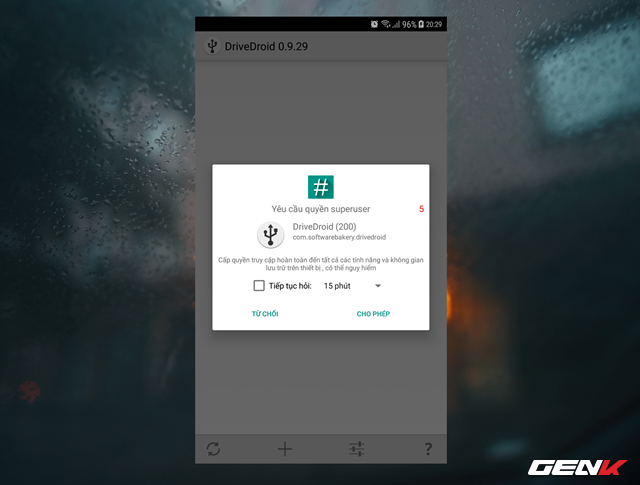 96% 20:29
DriveDroid 0.9.29
#
Yêu cầu quyền superuser 5
DriveDroid (200)
com.softwarebakery.drivedroid
Cấp quyền truy cập hoàn toàn đến tất cả các tính năng và không gian
lưu trữ trên thiết bị , có thể nguy hiểm
Tiếp tục hỏi: 15 phút
TỪ CHỐI CHO PHÉP
?
GENK